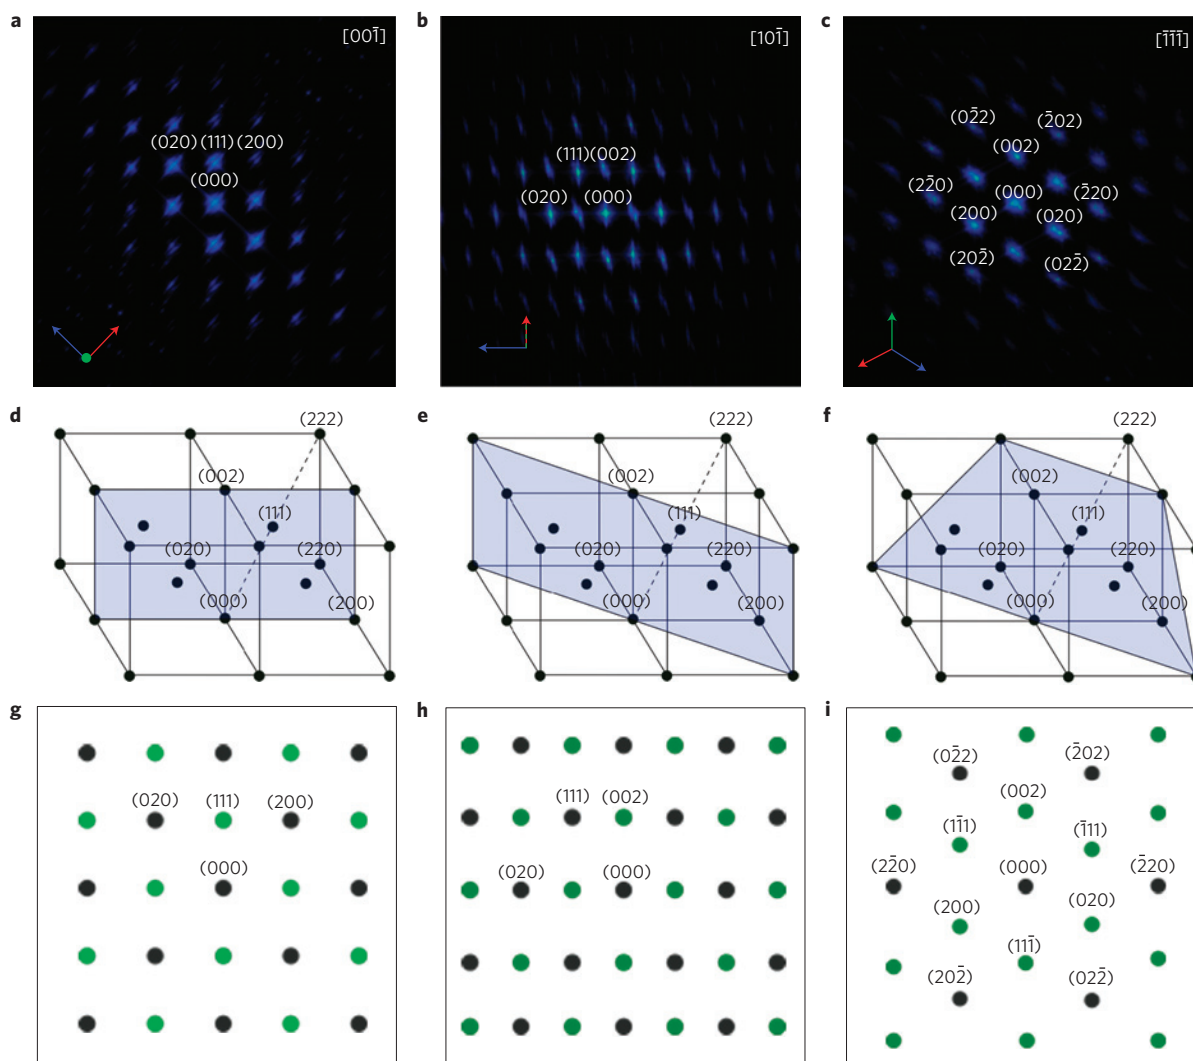 a
[001̄]
(020) (111) (200)
(000)
b
[101̄]
(111)(002)
(020) (000)
c
[1̄1̄1̄]
(02̄2) (2̄02)
(002)
(22̄0) (000) (2̄20)
(200) (020)
(202̄) (022̄)
d
(222)
(002)
(111)
(020) (220)
(000) (200)
e
(222)
(002)
(111)
(020) (220)
(000) (200)
f
(222)
(002)
(111)
(020) (220)
(000) (200)
g
(020) (111) (200)
(000)
h
(111) (002)
(020) (000)
i
(02̄2) (2̄02)
(002)
(11̄1) (1̄11)
(22̄0) (000) (2̄20)
(200) (020)
(111̄)
(202̄) (022̄)